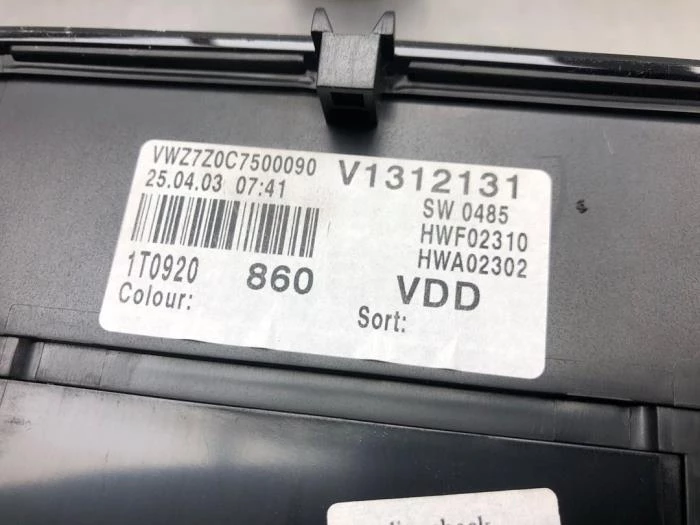 VWZ7Z0C7500090 V1312131
25.04.03 07:41 SW 0485
HWF02310
HWA02302
1T0920 860 VDD
Colour: Sort: